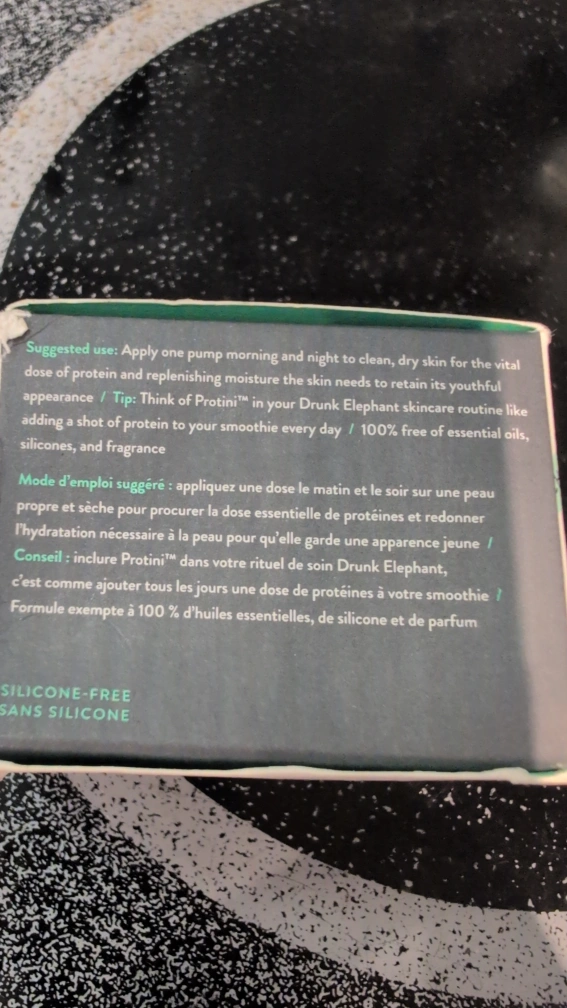 Suggested use: Apply one pump morning and night to clean, dry skin for the vital
dose of protein and replenishing moisture the skin needs to retain its youthful
appearance / Tip: Think of Protini™ in your Drunk Elephant skincare routine like
adding a shot of protein to your smoothie every day / 100% free of essential oils,
silicones, and fragrance
Mode d'emploi suggéré : appliquez une dose le matin et le soir sur une peau
propre et sèche pour procurer la dose essentielle de protéines et redonner
l'hydratation nécessaire à la peau pour qu'elle garde une apparence jeune /
Conseil : inclure Protini™ dans votre rituel de soin Drunk Elephant,
c'est comme ajouter tous les jours une dose de protéines à votre smoothie /
Formule exempte à 100 % d'huiles essentielles, de silicone et de parfum
SILICONE-FREE
SANS SILICONE